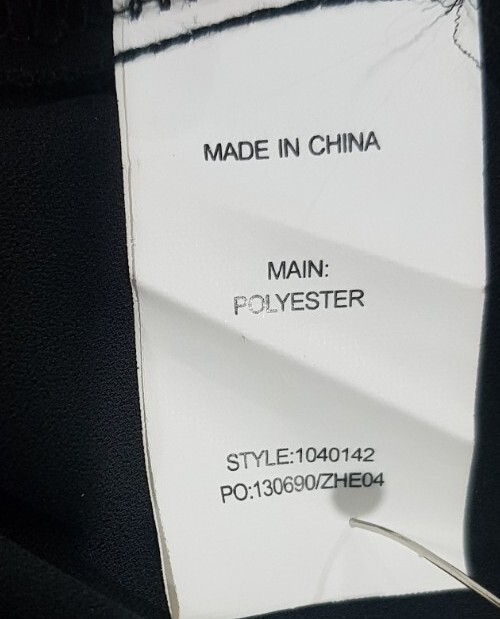 MADE IN CHINA
MAIN:
POLYESTER
STYLE:1040142
PO:130690/ZHE04